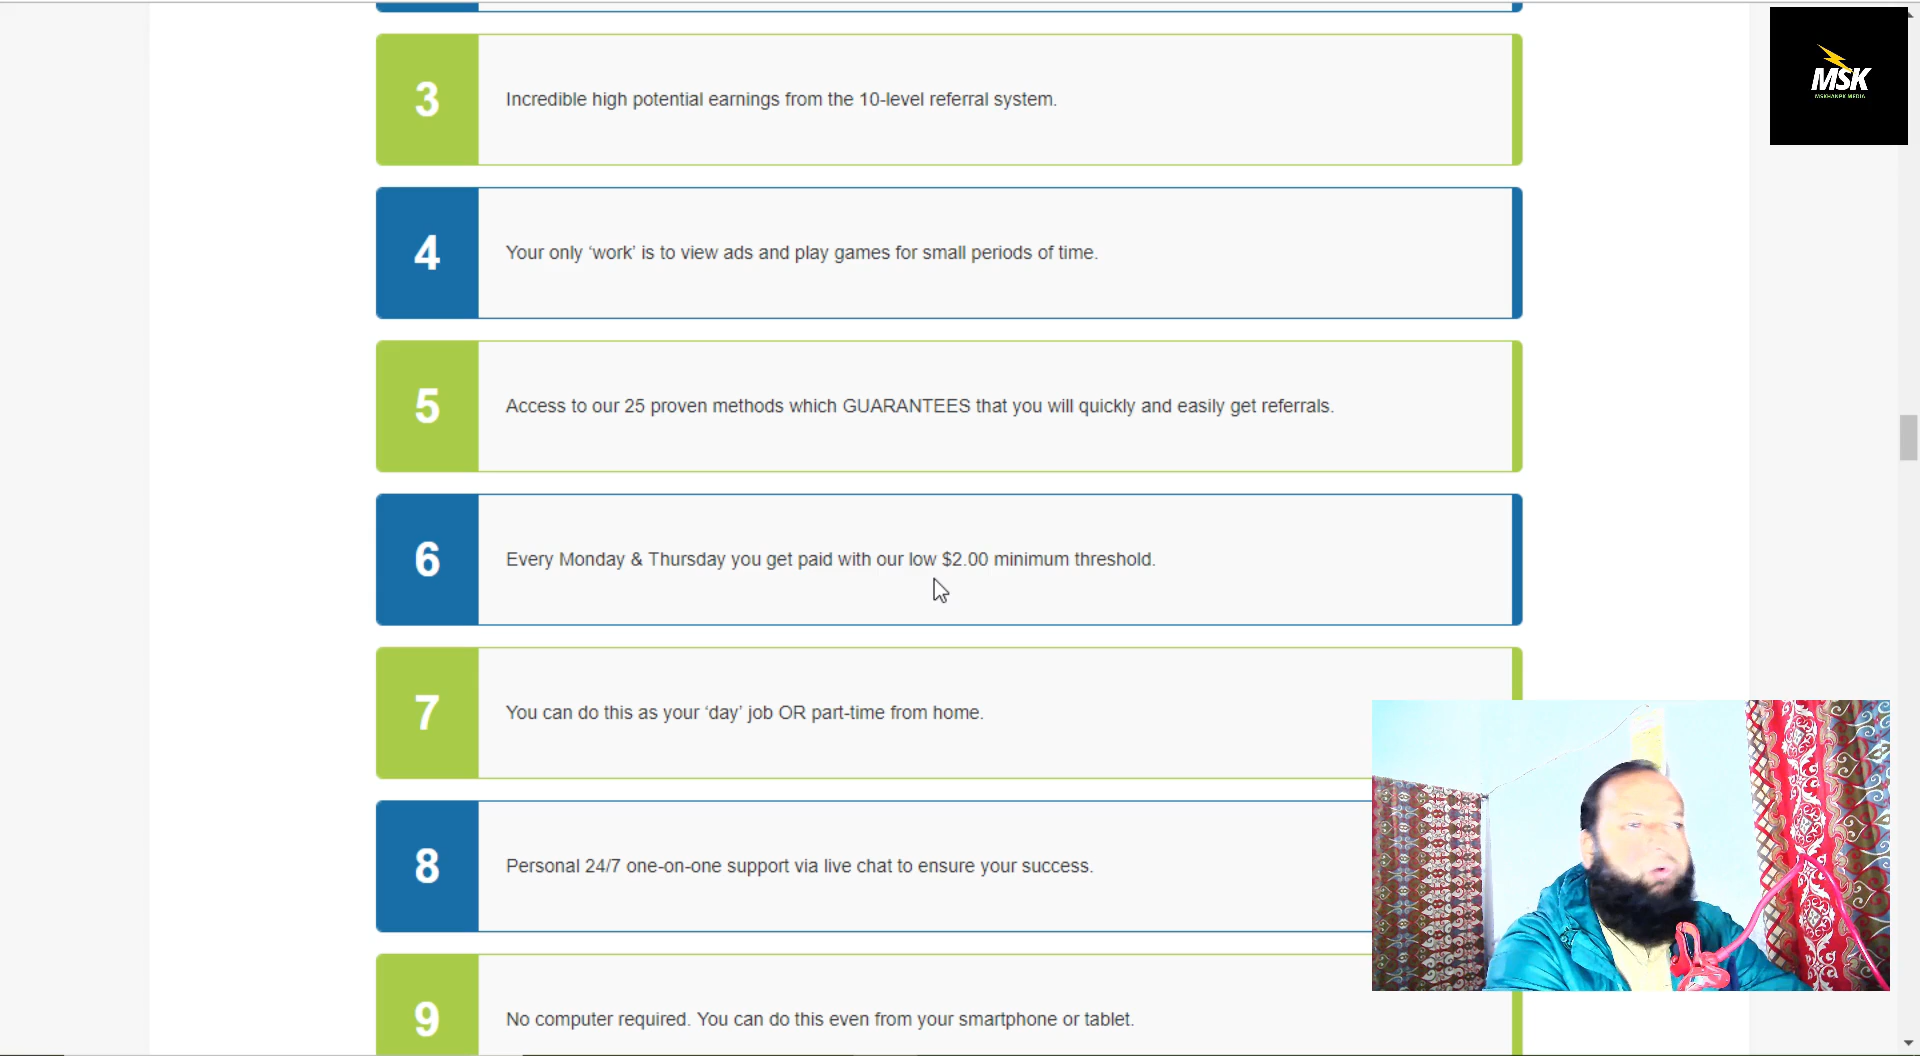 3
Incredible high potential earnings from the 10-level referral system.
4
Your only ‘work’ is to view ads and play games for small periods of time.
5
Access to our 25 proven methods which GUARANTEES that you will quickly and easily get referrals.
6
Every Monday & Thursday you get paid with our low $2.00 minimum threshold.
7
You can do this as your ‘day’ job OR part-time from home.
8
Personal 24/7 one-on-one support via live chat to ensure your success.
9
No computer required. You can do this even from your smartphone or tablet.
MSK
MSKHANPK MEDIA